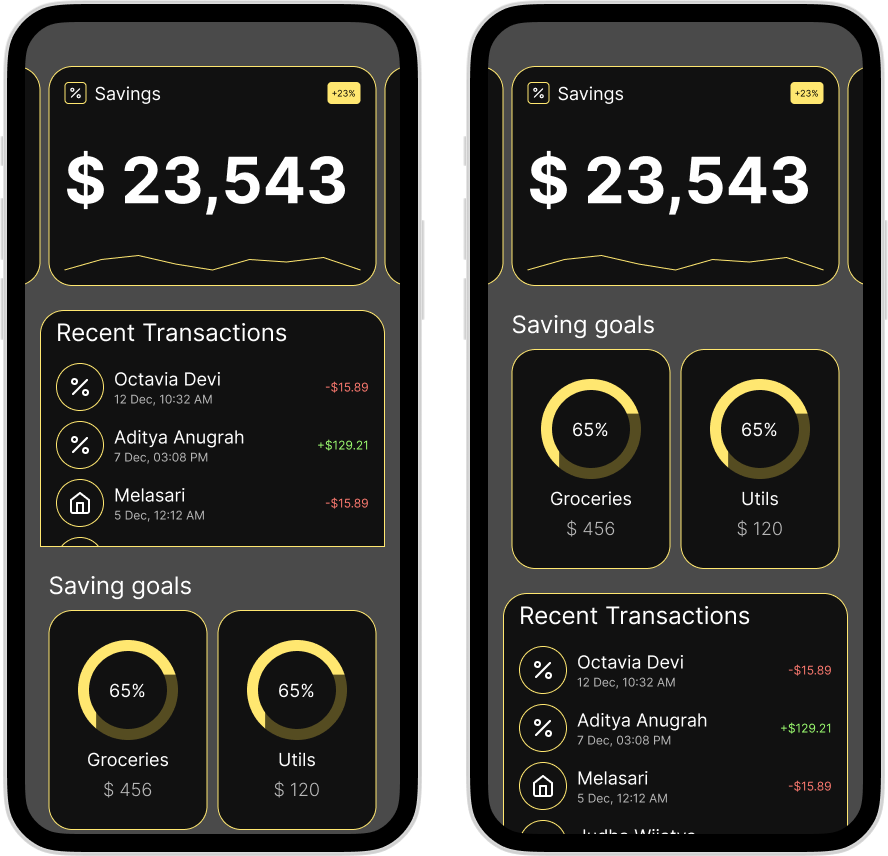 Savings
+23%
$ 23,543
Recent Transactions
Octavia Devi
-$15.89
12 Dec, 10:32 AM
Aditya Anugrah
+$129.21
7 Dec, 03:08 PM
Melasari
-$15.89
5 Dec, 12:12 AM
Saving goals
65%
65%
Groceries
Utils
$ 456
$ 120
Savings
+23%
$ 23,543
Saving goals
65%
65%
Groceries
Utils
$ 456
$ 120
Recent Transactions
Octavia Devi
-$15.89
12 Dec, 10:32 AM
Aditya Anugrah
+$129.21
7 Dec, 03:08 PM
Melasari
-$15.89
5 Dec, 12:12 AM